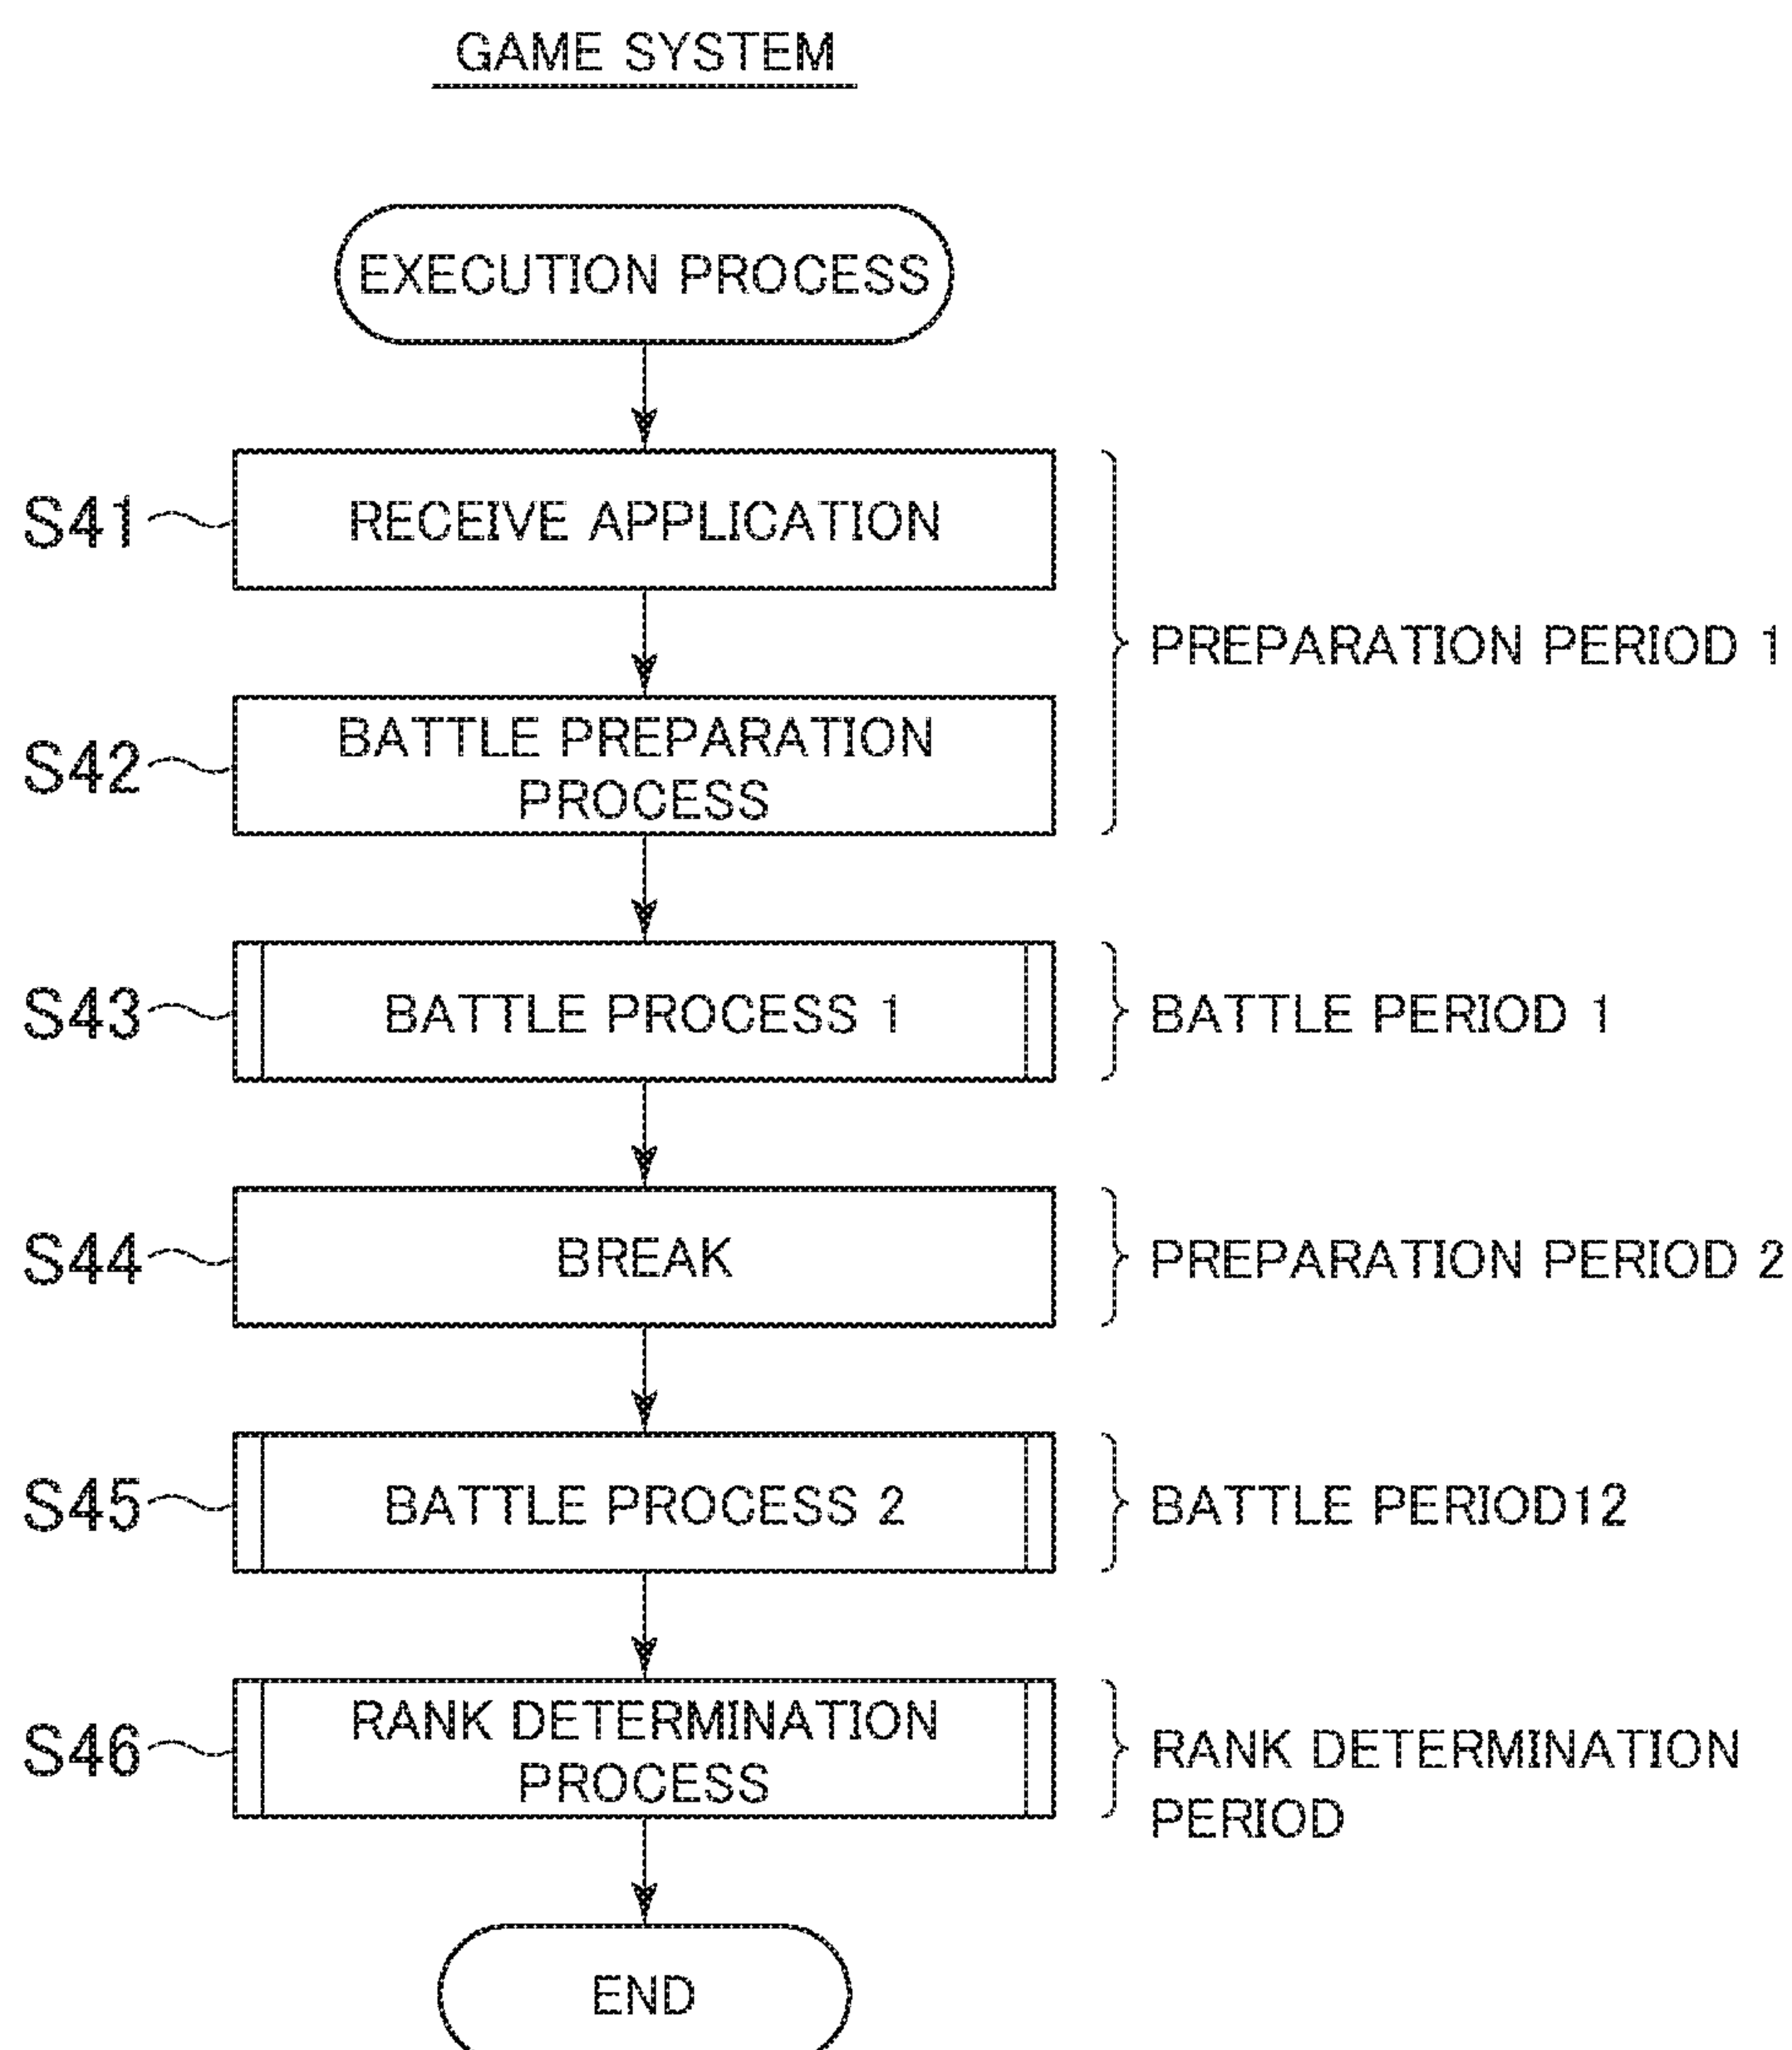 GAME SYSTEM
EXECUTION PROCESS
S41
RECEIVE APPLICATION
PREPARATION PERIOD 1
S42
BATTLE PREPARATION
PROCESS
S43
BATTLE PROCESS 1
BATTLE PERIOD 1
S44
BREAK
PREPARATION PERIOD 2
S45
BATTLE PROCESS 2
BATTLE PERIOD12
S46
RANK DETERMINATION
PROCESS
RANK DETERMINATION
PERIOD
END